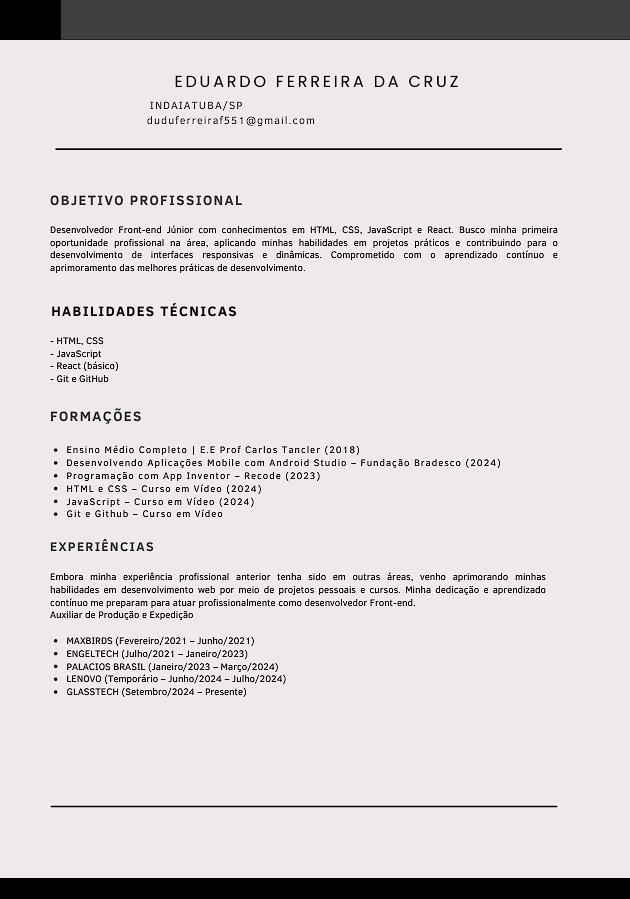 EDUARDO FERREIRA DA CRUZ
INDAIATUBA/SP
duduferreiraf551@gmail.com
OBJETIVO PROFISSIONAL
Desenvolvedor Front-end Júnior com conhecimentos em HTML, CSS, JavaScript e React. Busco minha primeira
oportunidade profissional na área, aplicando minhas habilidades em projetos práticos e contribuindo para o
desenvolvimento de interfaces responsivas e dinâmicas. Comprometido com o aprendizado contínuo e
aprimoramento das melhores práticas de desenvolvimento.
HABILIDADES TÉCNICAS
- HTML, CSS
- JavaScript
- React (básico)
- Git e GitHub
FORMAÇÕES
• Ensino Médio Completo | E.E Prof Carlos Tancler (2018)
• Desenvolvendo Aplicações Mobile com Android Studio – Fundação Bradesco (2024)
• Programação com App Inventor – Recode (2023)
• HTML e CSS – Curso em Vídeo (2024)
• JavaScript – Curso em Vídeo (2024)
• Git e Github – Curso em Vídeo
EXPERIÊNCIAS
Embora minha experiência profissional anterior tenha sido em outras áreas, venho aprimorando minhas
habilidades em desenvolvimento web por meio de projetos pessoais e cursos. Minha dedicação e aprendizado
contínuo me preparam para atuar profissionalmente como desenvolvedor Front-end.
Auxiliar de Produção e Expedição
• MAXBIRDS (Fevereiro/2021 – Junho/2021)
• ENGELTECH (Julho/2021 – Janeiro/2023)
• PALACIOS BRASIL (Janeiro/2023 – Março/2024)
• LENOVO (Temporário – Junho/2024 – Julho/2024)
• GLASSTECH (Setembro/2024 – Presente)